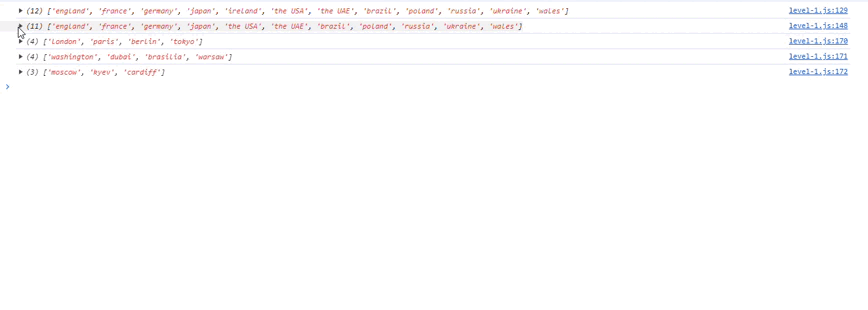 (12) ['england', 'france', 'germany', 'japan', 'ireland', 'the USA', 'the UAE', 'brazil', 'poland', 'russia', 'ukraine', 'wales'] level-1.js:129
(11) ['england', 'france', 'germany', 'japan', 'the USA', 'the UAE', 'brazil', 'poland', 'russia', 'ukraine', 'wales'] level-1.js:148
(4) ['London', 'paris', 'berlin', 'tokyo'] level-1.js:170
(4) ['washington', 'dubai', 'brasilia', 'warsaw'] level-1.js:171
(3) ['moscow', 'kyev', 'cardiff'] level-1.js:172